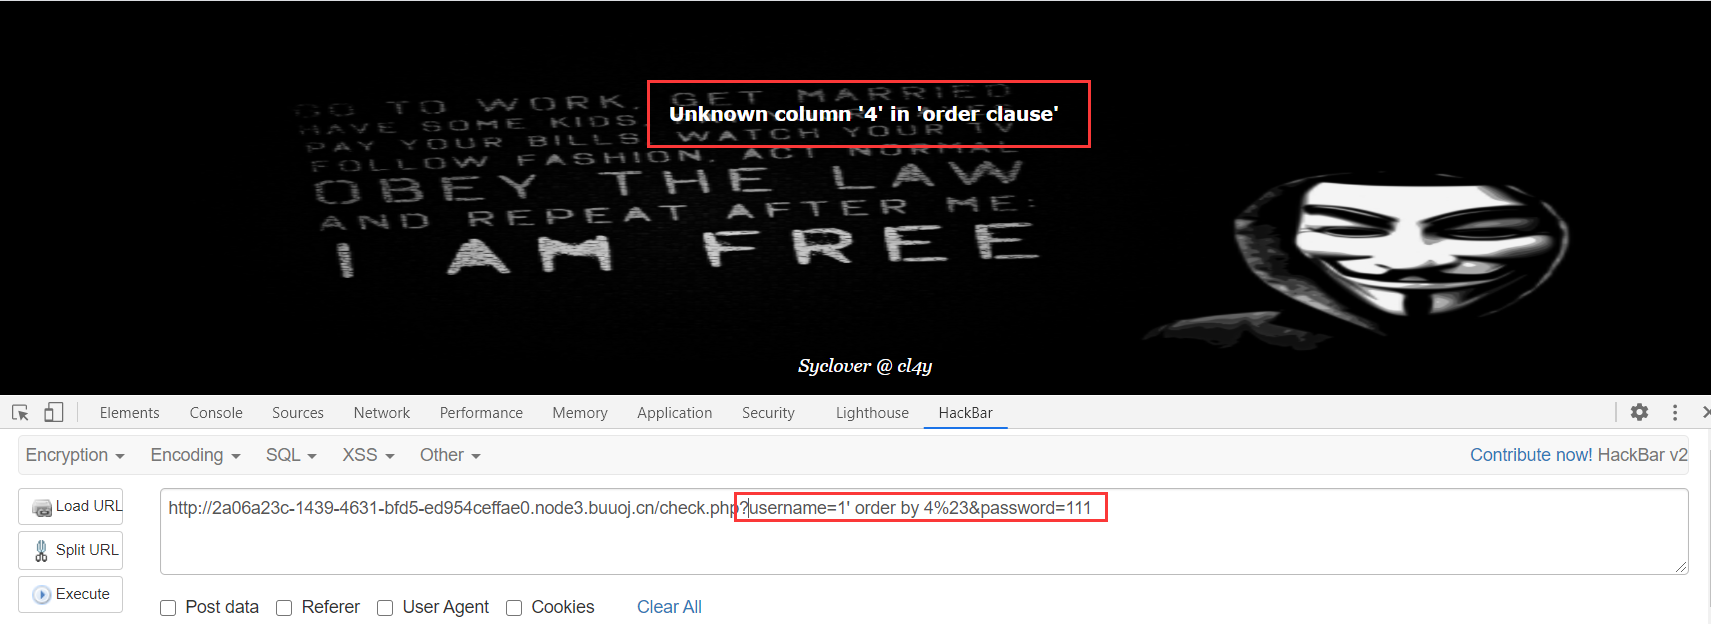 GO TO WORK. GET MARRIED
Unknown column '4' in 'order clause'
HAVE SOME KIDS.
PAY YOUR BILLS. WATCH YOUR TV
FOLLOW FASHION. ACT NORMAL
OBEY THE LAW
AND REPEAT AFTER ME:
I AM FREE
Syclover @ cl4y
Elements Console Sources Network Performance Memory Application Security Lighthouse HackBar
Encryption Encoding SQL XSS Other Contribute now! HackBar v2
Load URL http://2a06a23c-1439-4631-bfd5-ed954ceffae0.node3.buuoj.cn/check.php?username=1' order by 4%23&password=111
Split URL
Execute
Post data Referer User Agent Cookies Clear All